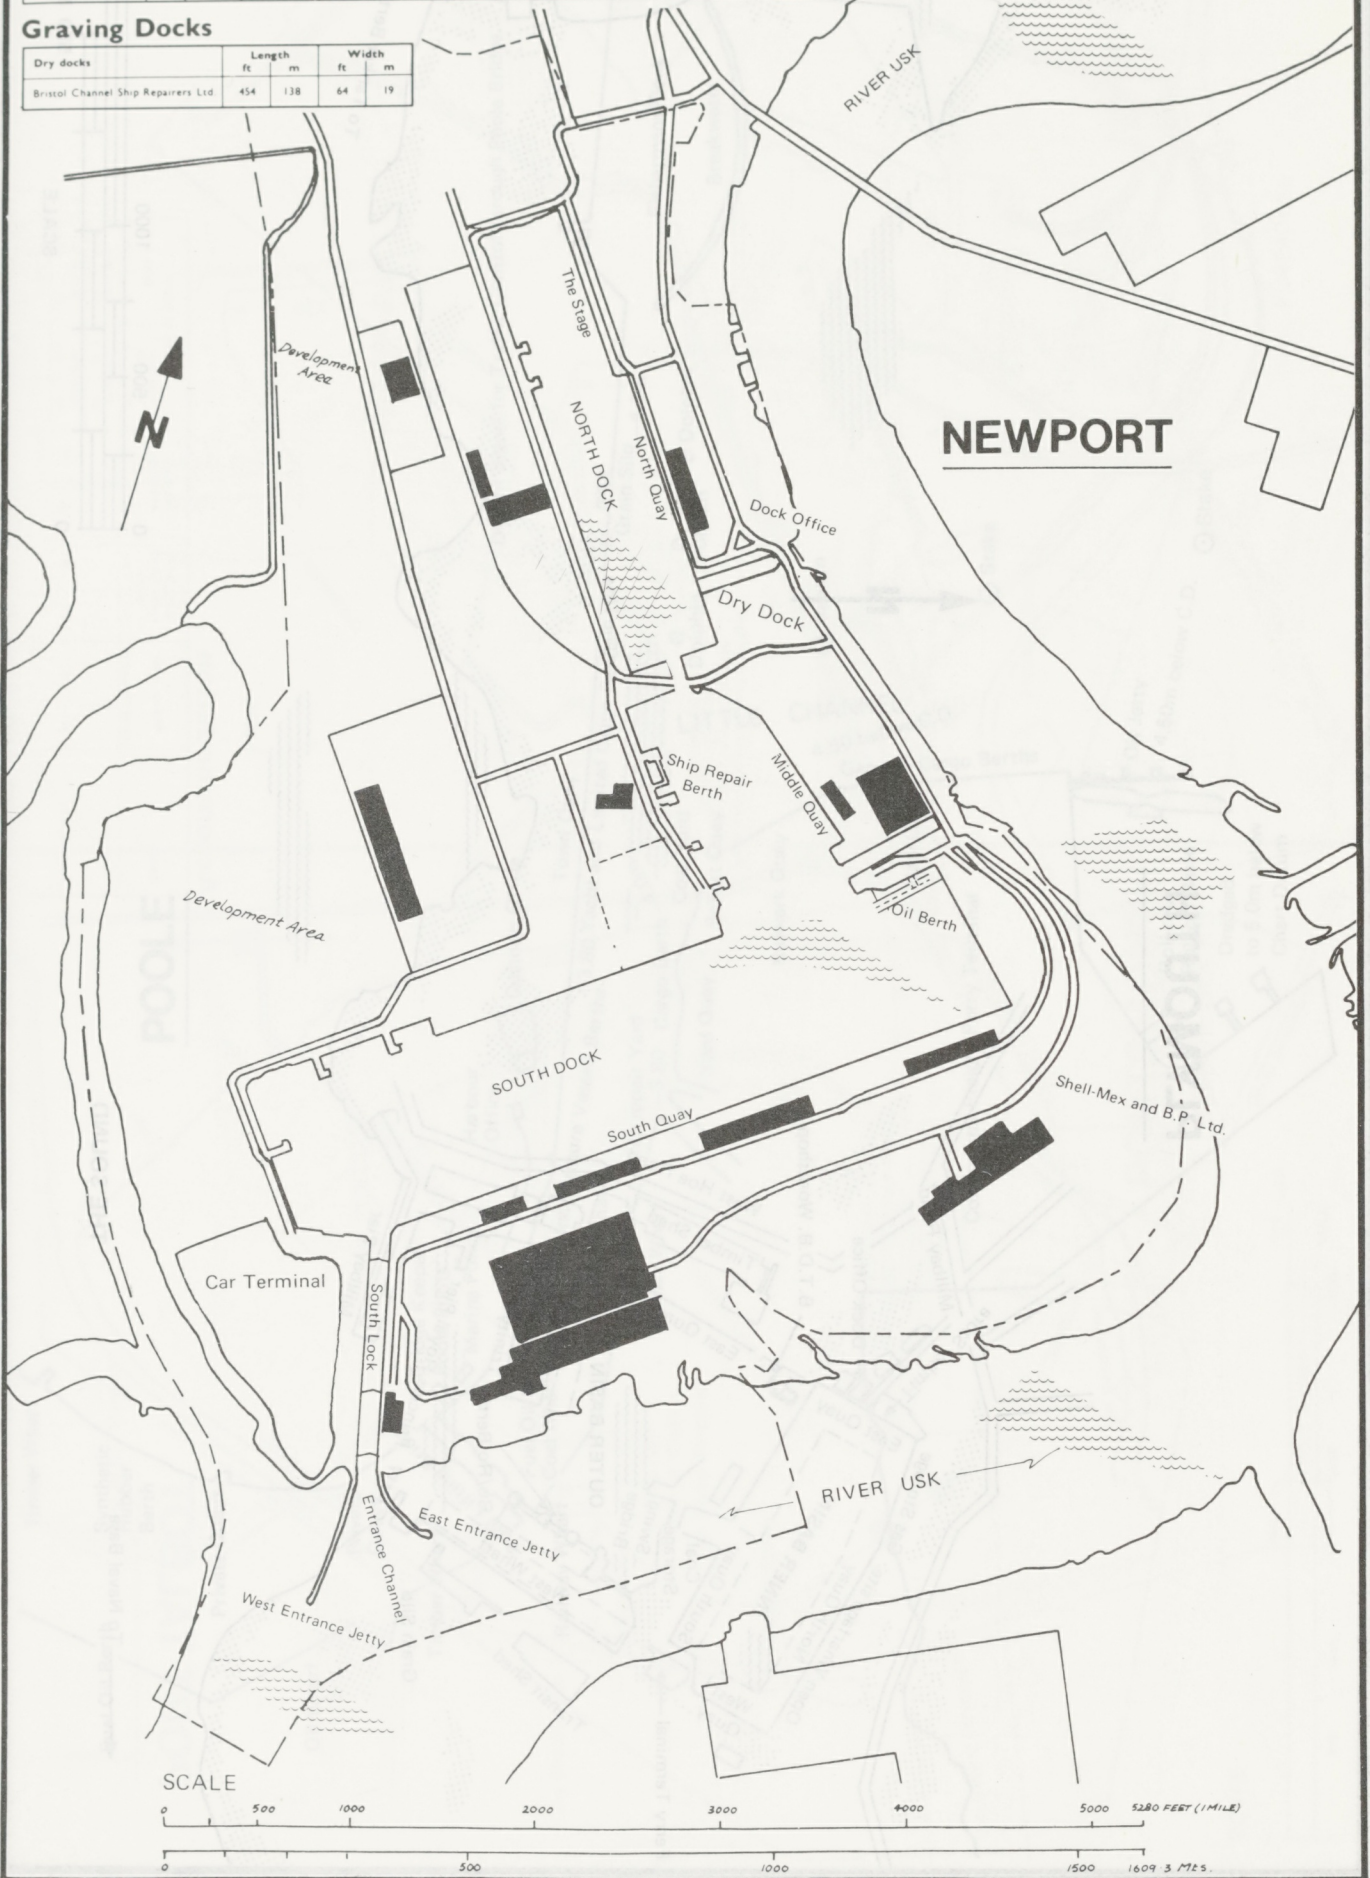 Graving Docks
Dry docks Length Width
ft m ft m
Bristol Channel Ship Repairers Ltd 454 138 64 19
RIVER USK
The Stage
Development
Area
N
NORTH DOCK
North Quay
NEWPORT
Dock Office
Dry Dock
Ship Repair
Berth
Middle Quay
Oil Berth
Development Area
SOUTH DOCK
South Quay
Shell-Mex and B.P. Ltd.
Car Terminal
South Lock
RIVER USK
East Entrance Jetty
Entrance Channel
West Entrance Jetty
SCALE
0 500 1000 2000 3000 4000 5000 5280 FEET (1 MILE)
0 500 1000 1500 1609·3 Mts.